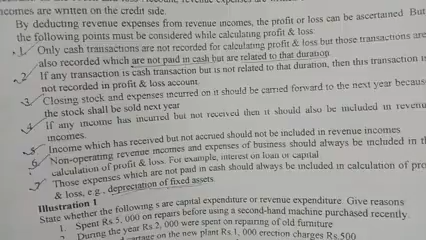 incomes are written on the credit side.
By deducting revenue expenses from revenue incomes, the profit or loss can be ascertained But
the following points must be considered while calculating profit & loss:
1. Only cash transactions are not recorded for calculating profit & loss but those transactions are
also recorded which are not paid in cash but are related to that duration.
2. If any transaction is cash transaction but is not related to that duration, then this transaction is
not recorded in profit & loss account.
3. Closing stock and expenses incurred on it should be carried forward to the next year because
the stock shall be sold next year
4. If any income has incurred but not received then it should also be included in revenue
incomes.
5. Income which has received but not accrued should not be included in revenue incomes
6. Non-operating revenue incomes and expenses of business should always be included in th
calculation of profit & loss. For example, interest on loan or capital
7. Those expenses which are not paid in cash should always be included in calculation of pro
& loss, e.g., depreciation of fixed assets.
Illustration 1
State whether the following s are capital expenditure or revenue expenditure. Give reasons
1. Spent Rs.5, 000 on repairs before using a second-hand machine purchased recently.
2. During the year Rs.2, 000 were spent on repairing of old furniture
on the new plant Rs.1, 000 erection charges Rs.500